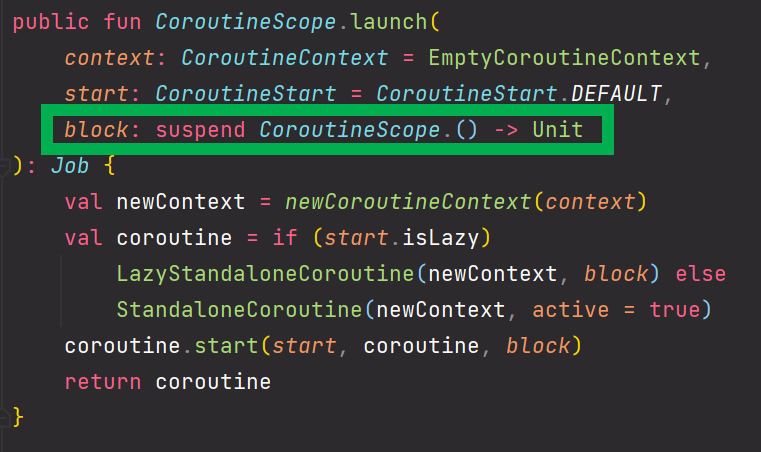 public fun CoroutineScope.launch(
    context: CoroutineContext = EmptyCoroutineContext,
    start: CoroutineStart = CoroutineStart.DEFAULT,
    block: suspend CoroutineScope.() -> Unit
): Job {
    val newContext = newCoroutineContext(context)
    val coroutine = if (start.isLazy)
        LazyStandaloneCoroutine(newContext, block) else
        StandaloneCoroutine(newContext, active = true)
    coroutine.start(start, coroutine, block)
    return coroutine
}